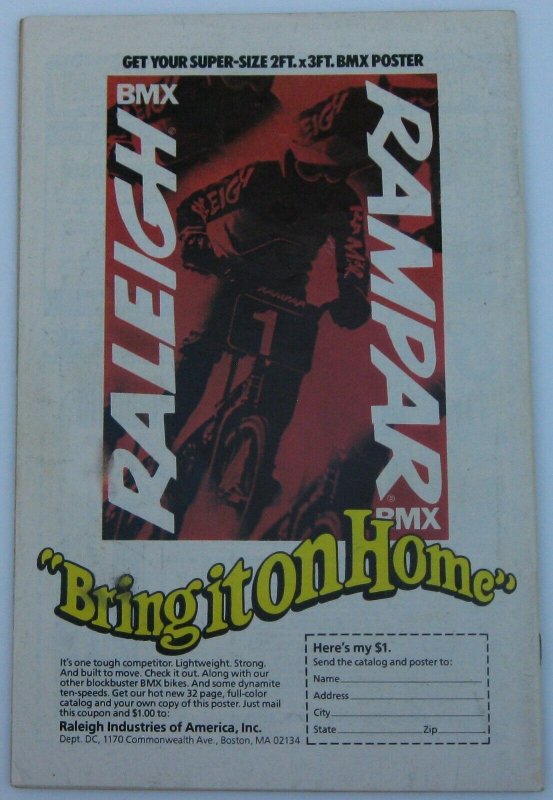 GET YOUR SUPER-SIZE 2FT. x 3FT. BMX POSTER
BMX
RALEIGH®
RAMPAR®
BMX
EIGH
LEIGH
RAMPAR
1
"Bring it on Home"
It's one tough competitor. Lightweight. Strong.
And built to move. Check it out. Along with our
other blockbuster BMX bikes. And some dynamite
ten-speeds. Get our hot new 32 page, full-color
catalog and your own copy of this poster. Just mail
this coupon and $1.00 to:
Raleigh Industries of America, Inc.
Dept. DC, 1170 Commonwealth Ave., Boston, MA 02134
Here's my $1.
Send the catalog and poster to:
Name
Address
City
State Zip